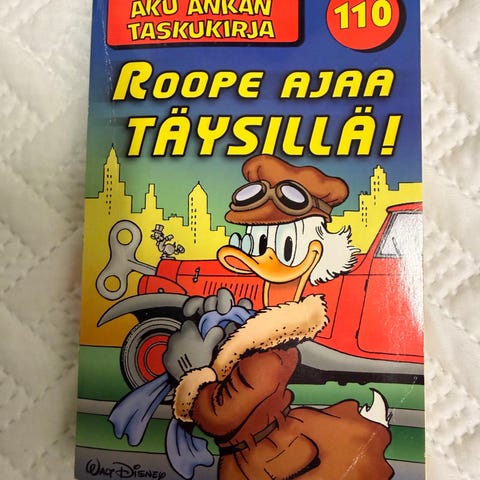 AKU ANKAN
TASKUKIRJA
110
ROOPE AJAA
TÄYSILLÄ!
WALT DISNEY